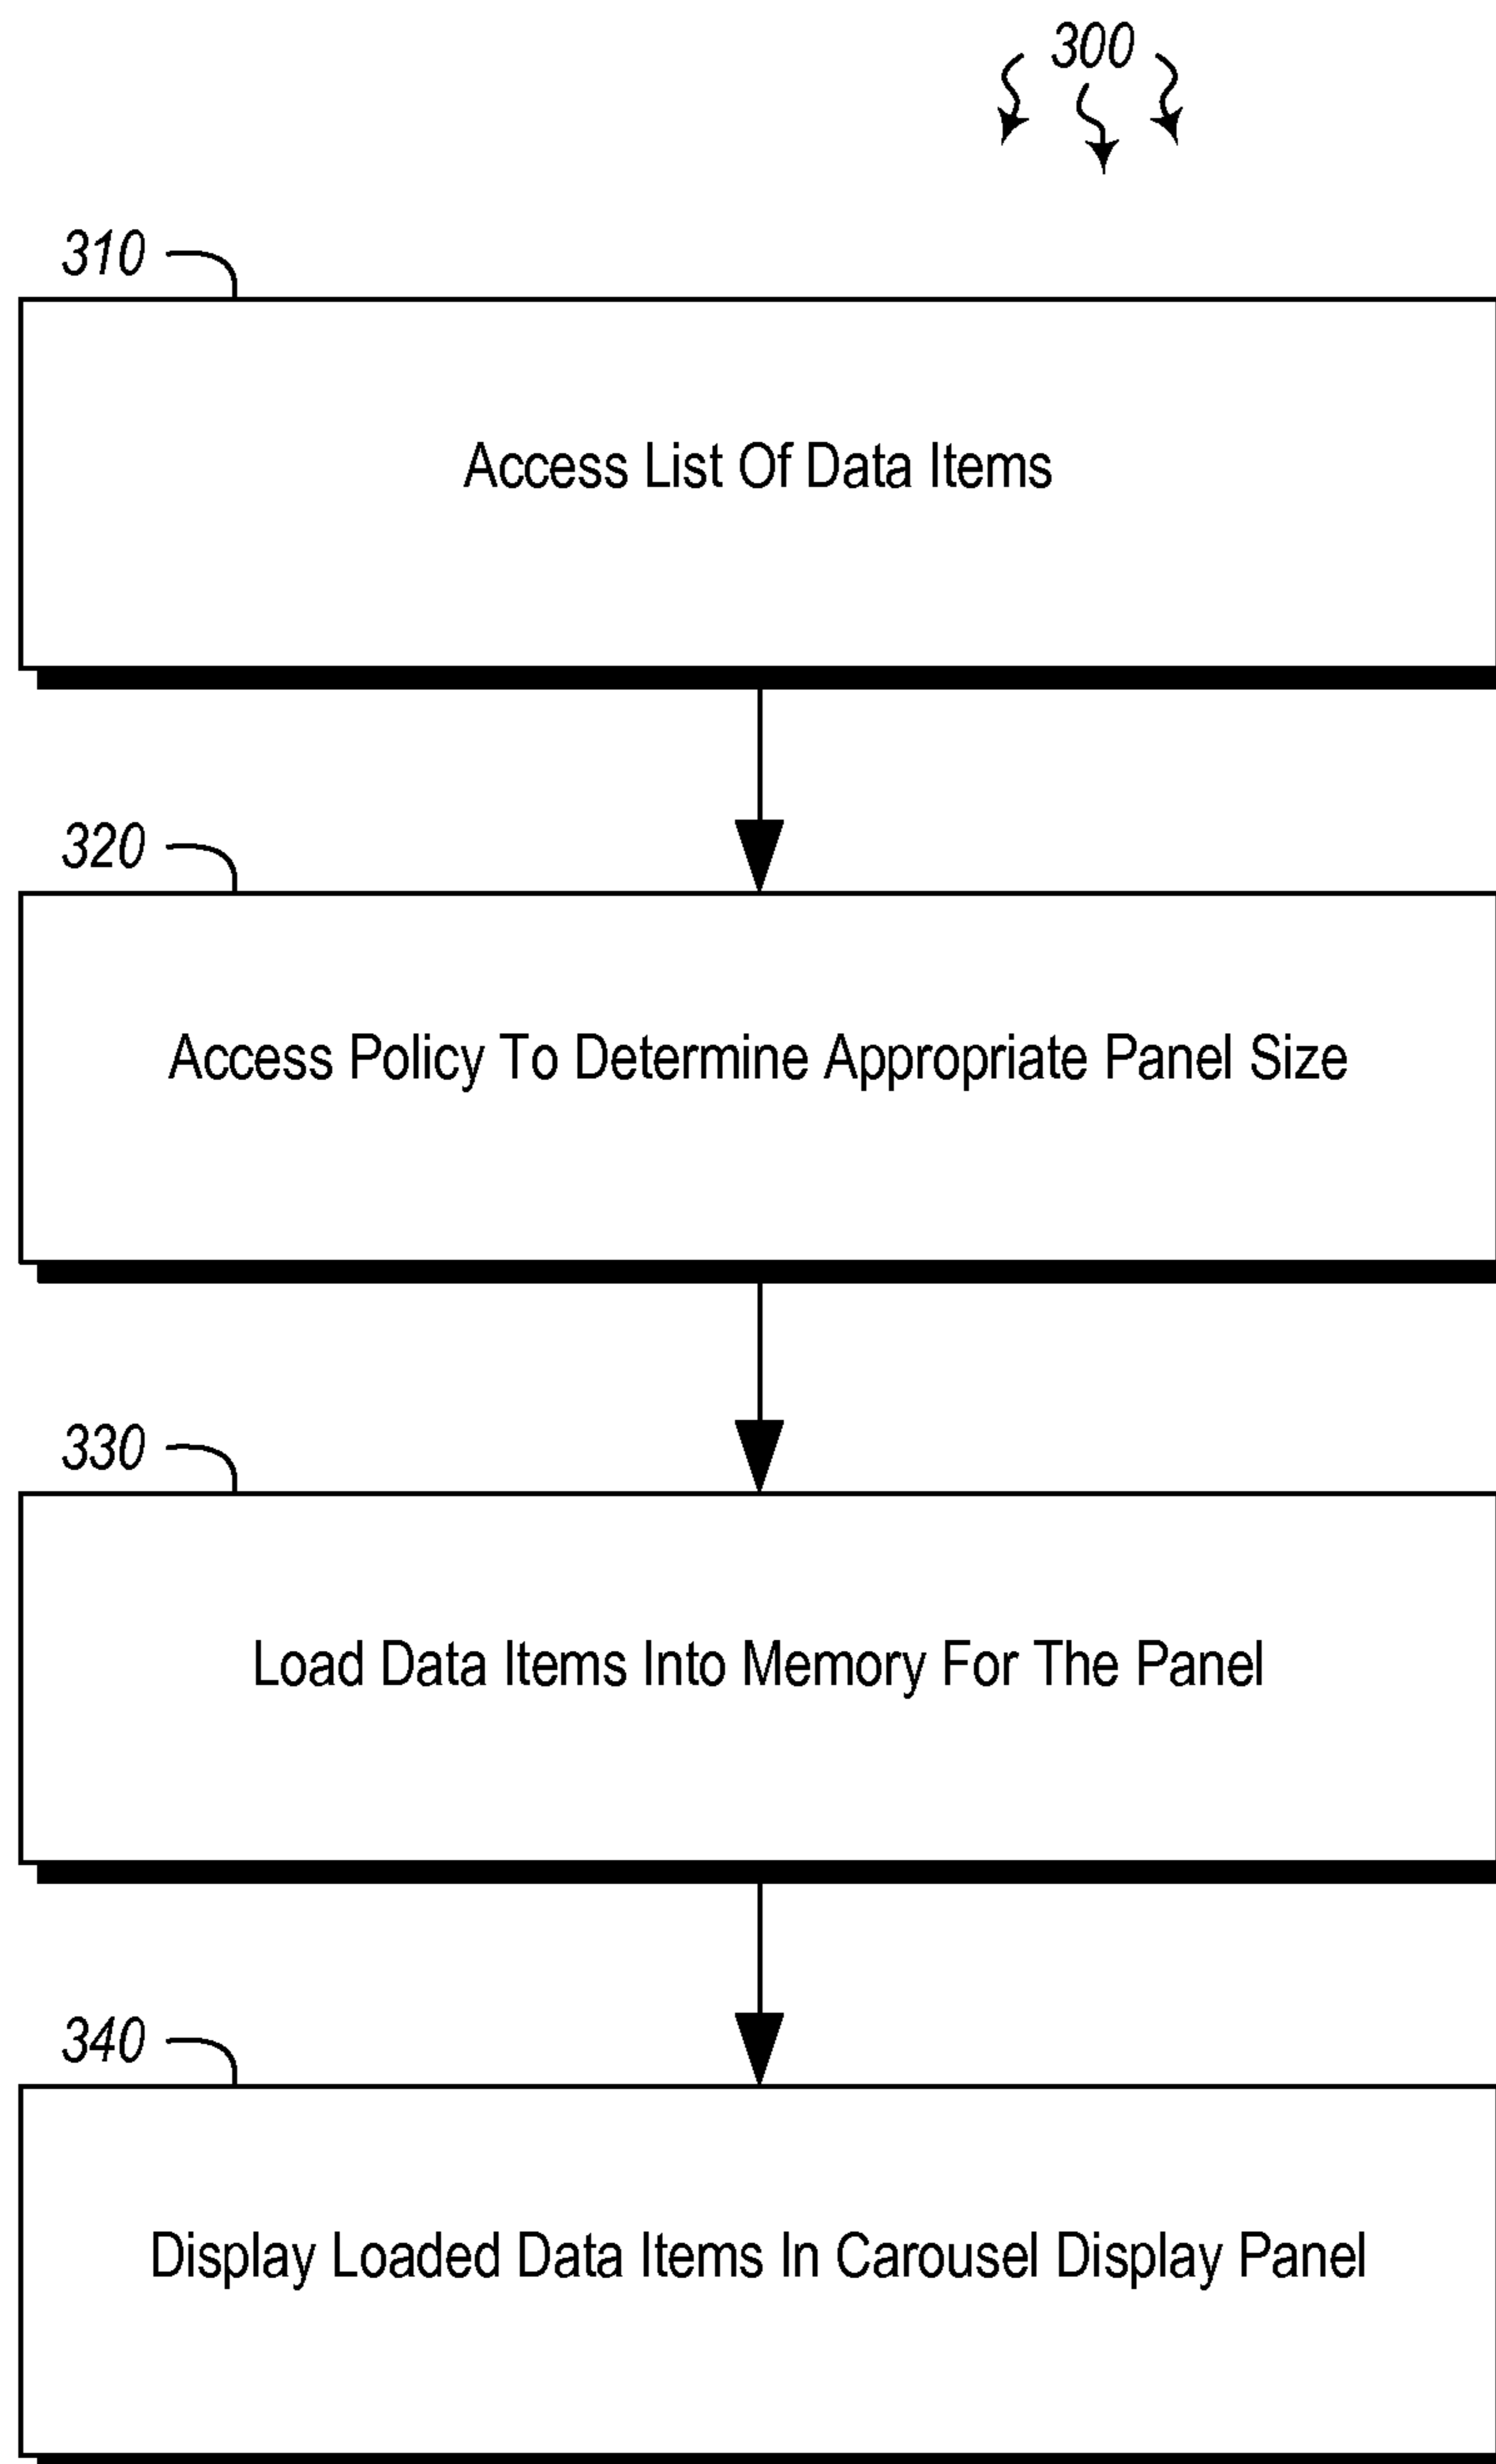 300
310
Access List Of Data Items
320
Access Policy To Determine Appropriate Panel Size
330
Load Data Items Into Memory For The Panel
340
Display Loaded Data Items In Carousel Display Panel